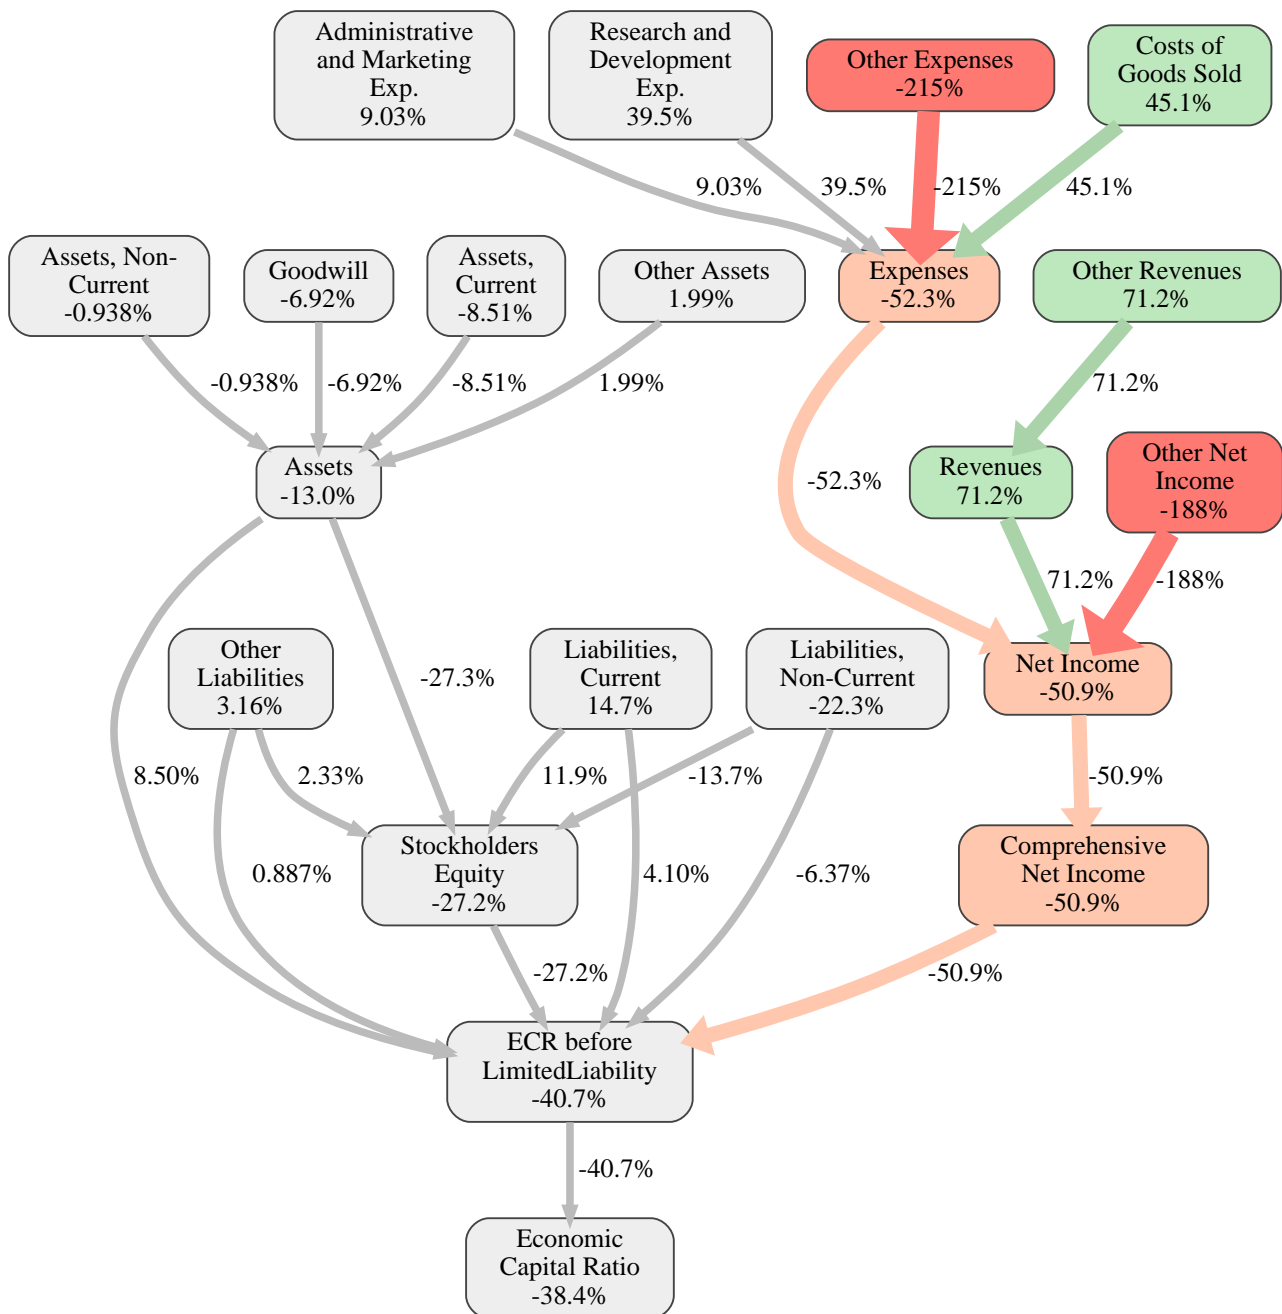 Administrative
and Marketing
Exp.
9.03%
Research and
Development
Exp.
39.5%
Other Expenses
-215%
Costs of
Goods Sold
45.1%
9.03%
39.5%
-215%
45.1%
Assets, Non-
Current
-0.938%
Goodwill
-6.92%
Assets,
Current
-8.51%
Other Assets
1.99%
Expenses
-52.3%
Other Revenues
71.2%
-0.938%
-6.92%
-8.51%
1.99%
71.2%
Assets
-13.0%
-52.3%
Revenues
71.2%
Other Net
Income
-188%
71.2%
-188%
Other
Liabilities
3.16%
-27.3%
Liabilities,
Current
14.7%
Liabilities,
Non-Current
-22.3%
Net Income
-50.9%
8.50%
2.33%
11.9%
-13.7%
-50.9%
0.887%
Stockholders
Equity
-27.2%
4.10%
-6.37%
Comprehensive
Net Income
-50.9%
-27.2%
-50.9%
ECR before
LimitedLiability
-40.7%
-40.7%
Economic
Capital Ratio
-38.4%